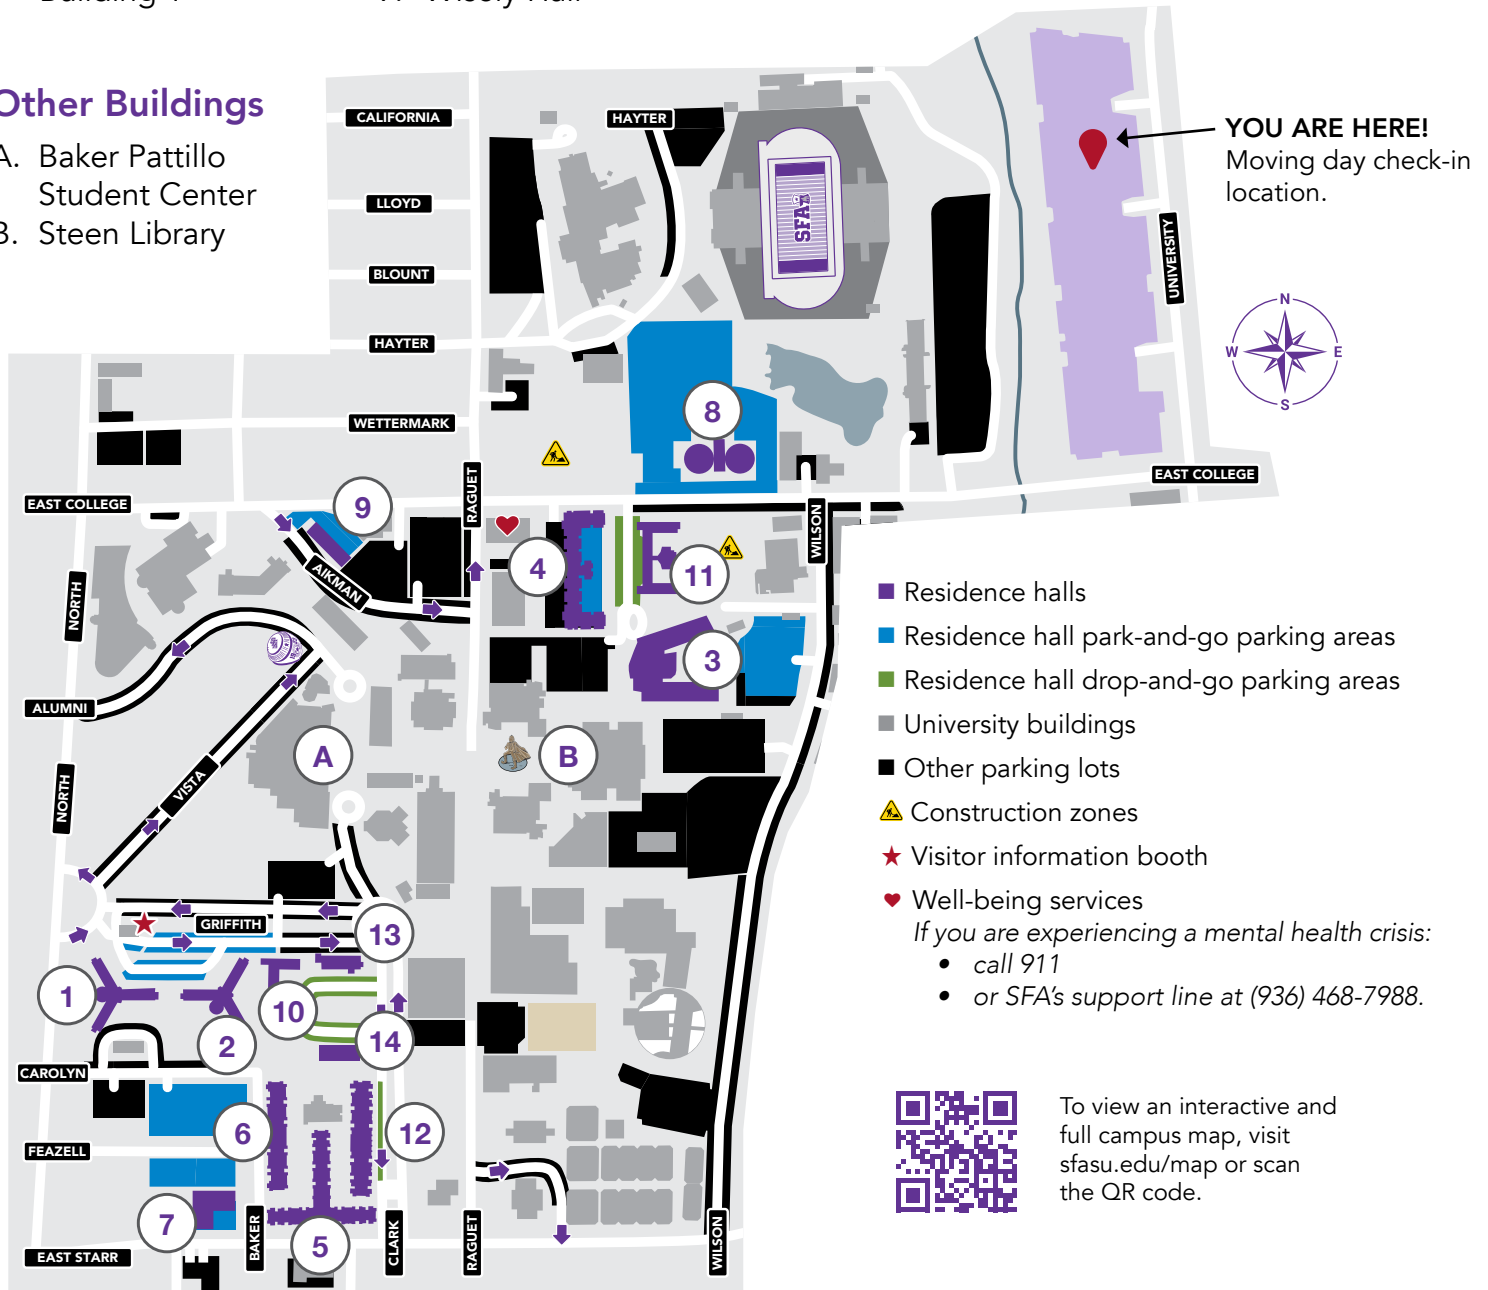 Other Buildings
A. Baker Pattillo
Student Center
B. Steen Library
CALIFORNIA
HAYTER
LLOYD
BLOUNT
HAYTER
WETTERMARK
EAST COLLEGE
RAGUET
SFA
YOU ARE HERE!
Moving day check-in
location.
UNIVERSITY
N
W
E
S
EAST COLLEGE
8
9
4
11
3
AIKMAN
NORTH
WILSON
ALUMNI
VISTA
NORTH
A
B
Residence halls
Residence hall park-and-go parking areas
Residence hall drop-and-go parking areas
University buildings
Other parking lots
Construction zones
Visitor information booth
Well-being services
If you are experiencing a mental health crisis:
• call 911
• or SFA's support line at (936) 468-7988.
GRIFFITH
13
1
10
2
14
CAROLYN
6
12
FEAZELL
7
5
EAST STARR
BAKER
CLARK
RAGUET
WILSON
To view an interactive and
full campus map, visit
sfasu.edu/map or scan
the QR code.